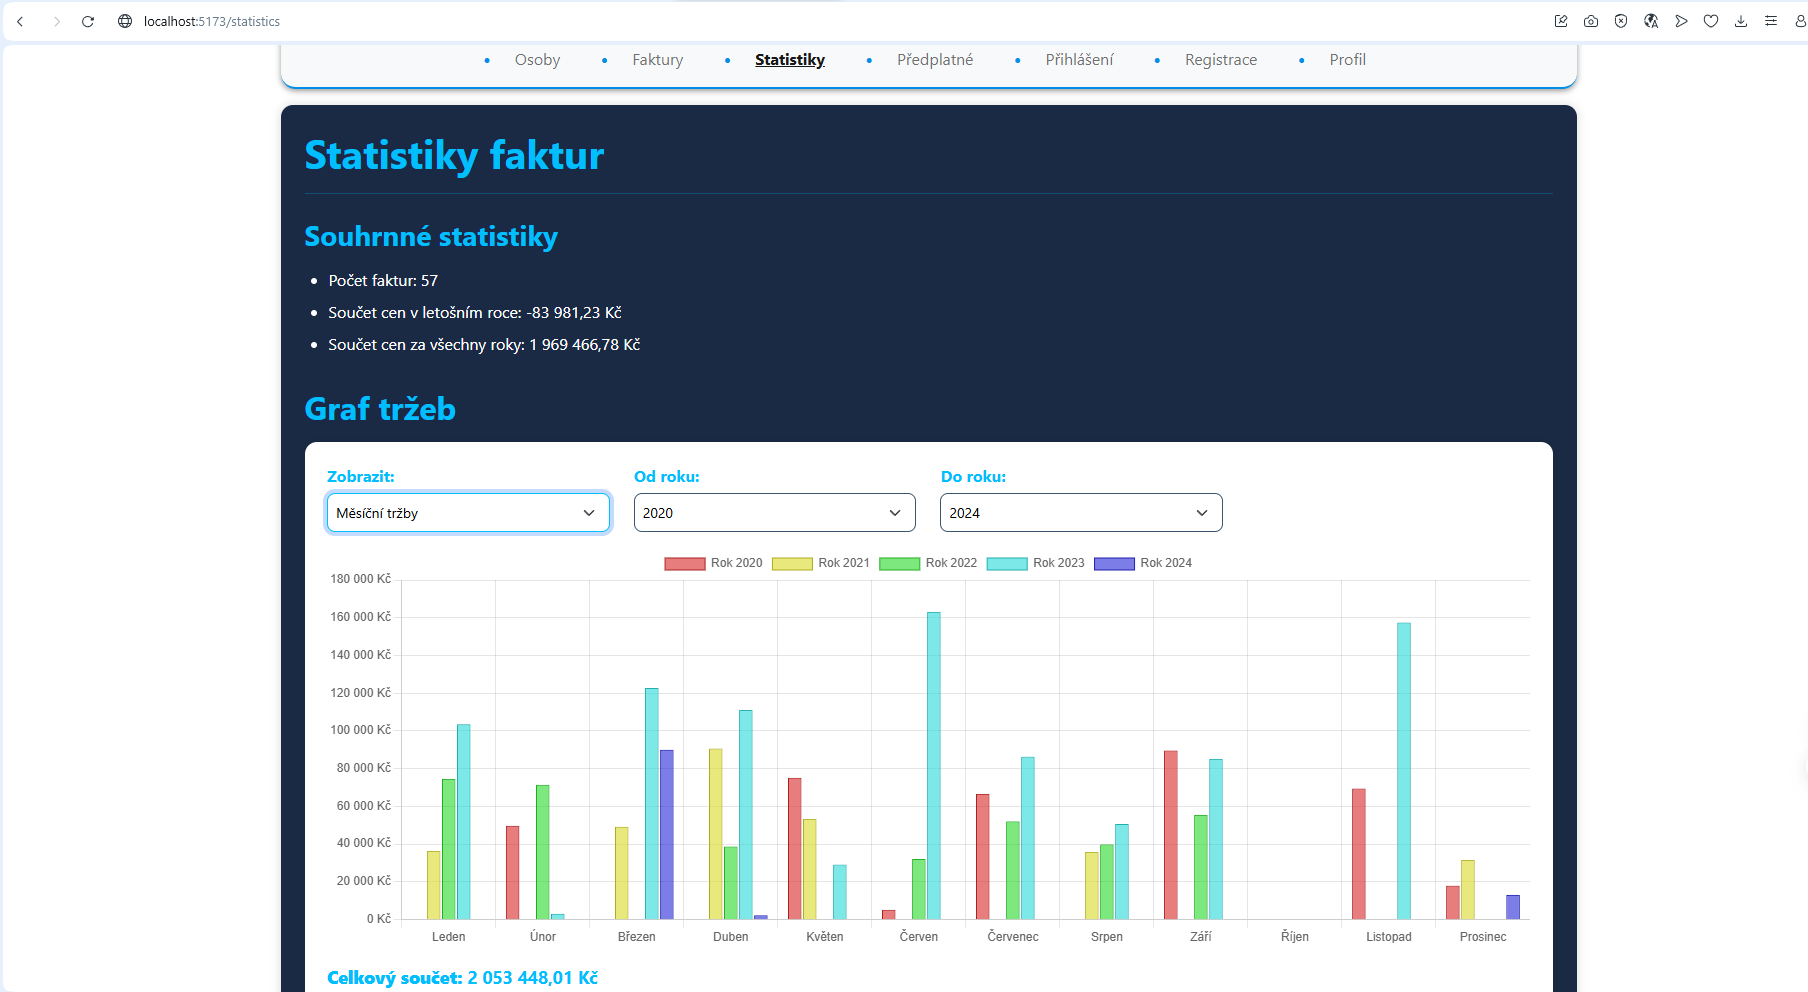 localhost:5173/statistics
Osoby Faktury Statistiky Předplatné Přihlášení Registrace Profil
Statistiky faktur
Souhrnné statistiky
Počet faktur: 57
Součet cen v letošním roce: -83 981,23 Kč
Součet cen za všechny roky: 1 969 466,78 Kč
Graf tržeb
Zobrazit: Od roku: Do roku:
Měsíční tržby 2020 2024
Rok 2020 Rok 2021 Rok 2022 Rok 2023 Rok 2024
180 000 Kč
160 000 Kč
140 000 Kč
120 000 Kč
100 000 Kč
80 000 Kč
60 000 Kč
40 000 Kč
20 000 Kč
0 Kč
Leden Únor Březen Duben Květen Červen Červenec Srpen Září Říjen Listopad Prosinec
Celkový součet: 2 053 448,01 Kč